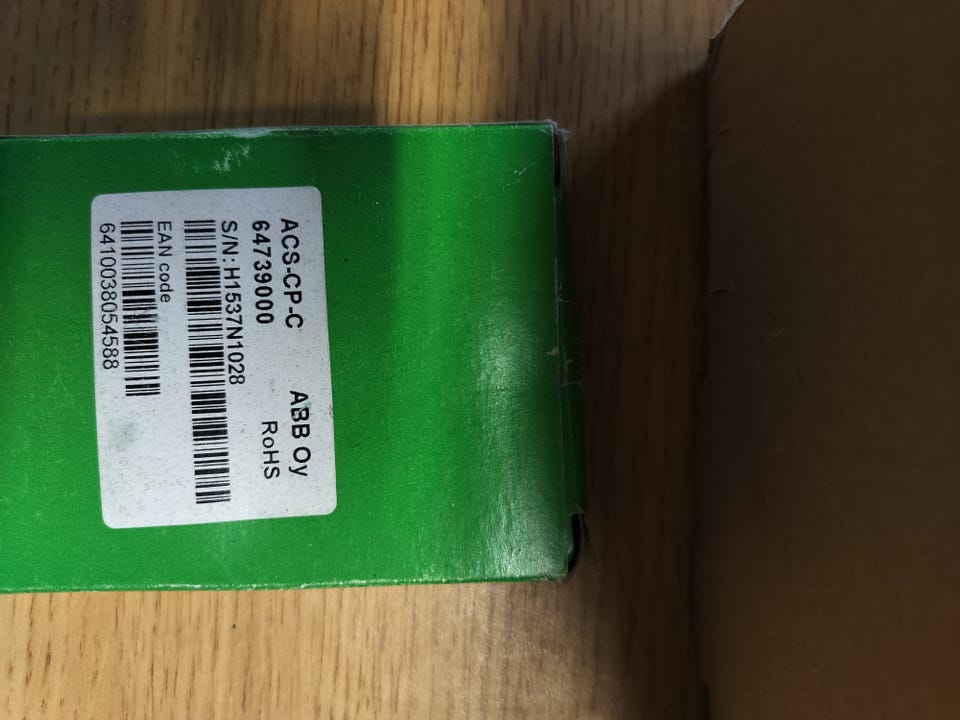 ACS-CP-C ABB Oy
64739000 RoHS
S/N: H1537N1028
EAN code
6410038054588